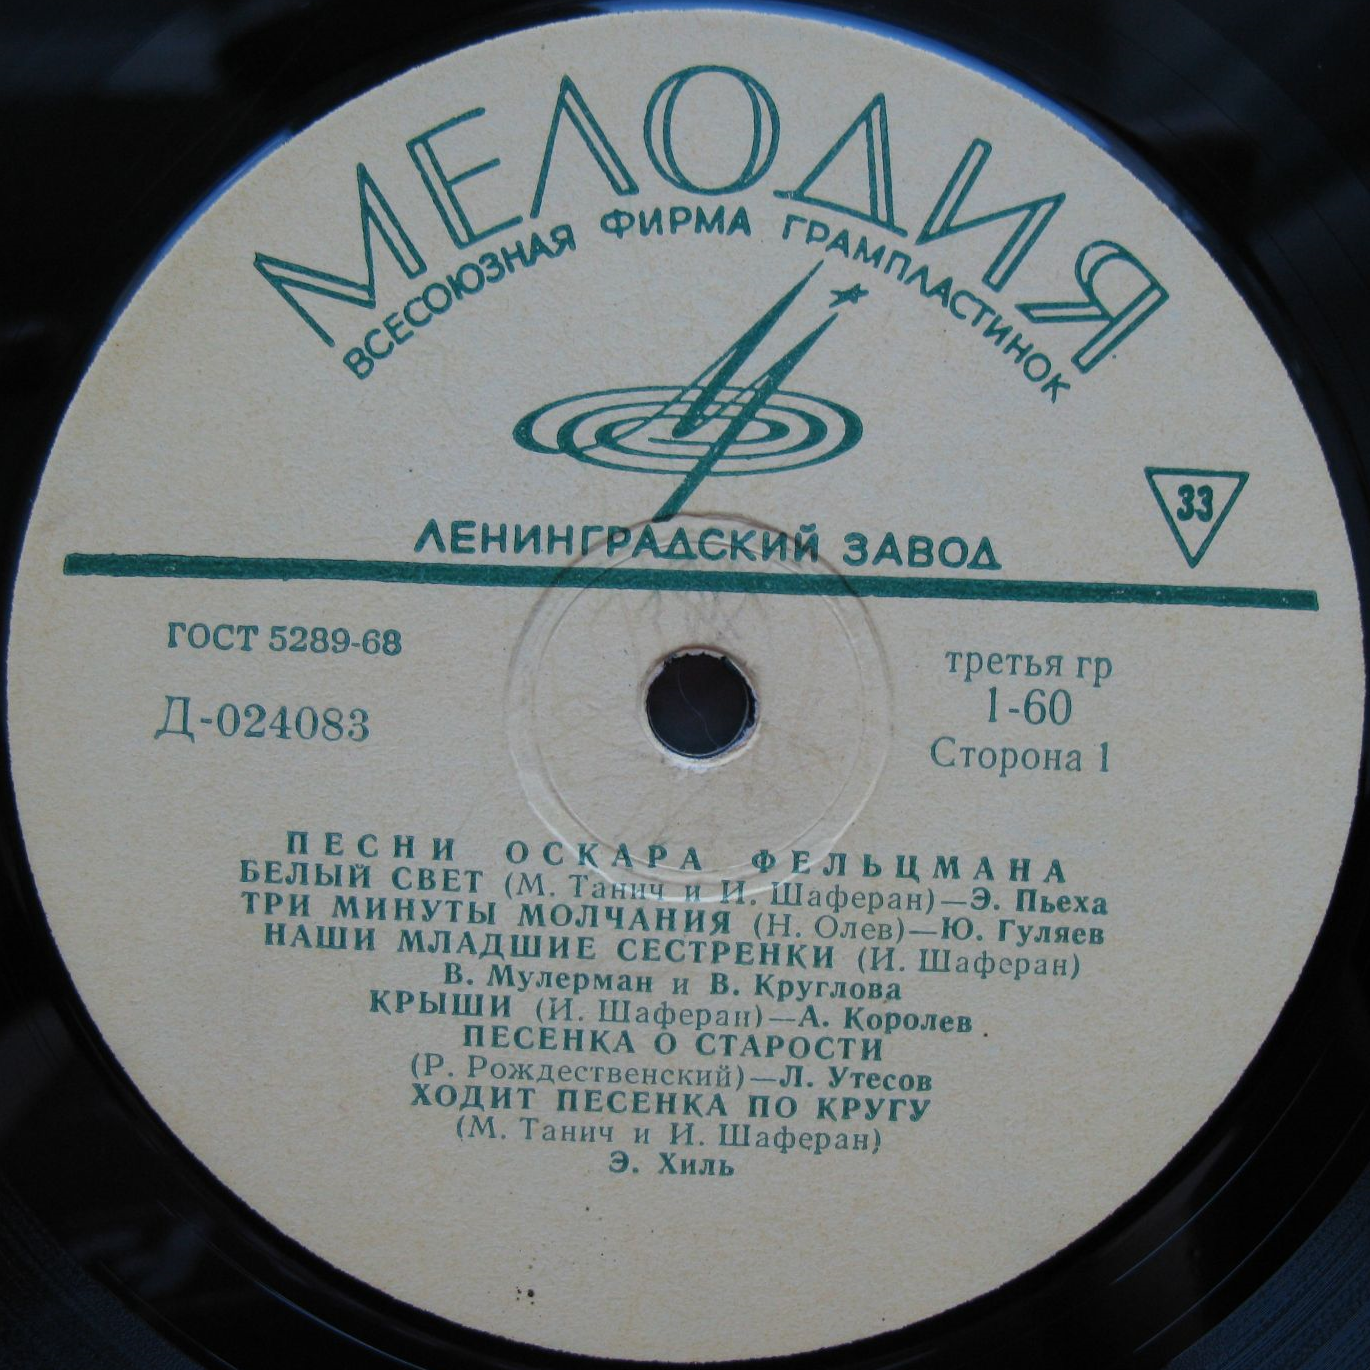 МЕЛОДИЯ
ВСЕСОЮЗНАЯ ФИРМА ГРАМПЛАСТИНОК
33
ЛЕНИНГРАДСКИЙ ЗАВОД
ГОСТ 5289-68
Д-024083
третья гр
1-60
Сторона 1
ПЕСНИ ОСКАРА ФЕЛЬЦМАНА
БЕЛЫЙ СВЕТ (М. Танич и И. Шаферан)—Э. Пьеха
ТРИ МИНУТЫ МОЛЧАНИЯ (Н. Олев)—Ю. Гуляев
НАШИ МЛАДШИЕ СЕСТРЕНКИ (И. Шаферан)
В. Мулерман и В. Круглова
КРЫШИ (И. Шаферан)—А. Королев
ПЕСЕНКА О СТАРОСТИ
(Р. Рождественский)—Л. Утесов
ХОДИТ ПЕСЕНКА ПО КРУГУ
(М. Танич и И. Шаферан)
Э. Хиль